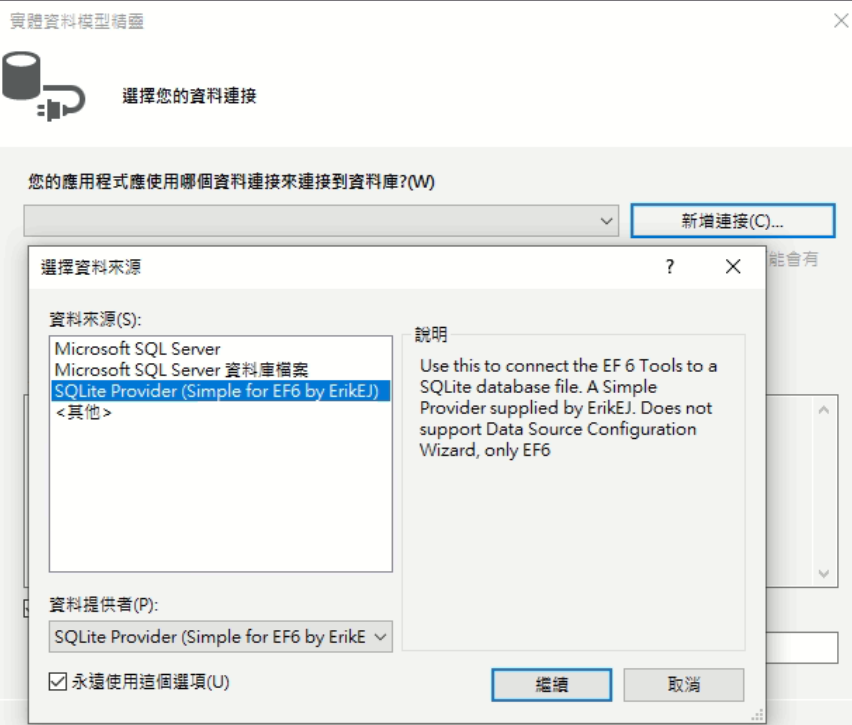 實體資料模型精靈
選擇您的資料連接
您的應用程式應使用哪個資料連接來連接到資料庫?(W)
新增連接(C)...
能會有
選擇資料來源
?
資料來源(S):
Microsoft SQL Server
Microsoft SQL Server 資料庫檔案
SQLite Provider (Simple for EF6 by ErikEJ)
<其他>
說明
Use this to connect the EF 6 Tools to a
SQLite database file. A Simple
Provider supplied by ErikEJ. Does not
support Data Source Configuration
Wizard, only EF6
資料提供者(P):
SQLite Provider (Simple for EF6 by ErikE
永遠使用這個選項(U)
繼續
取消